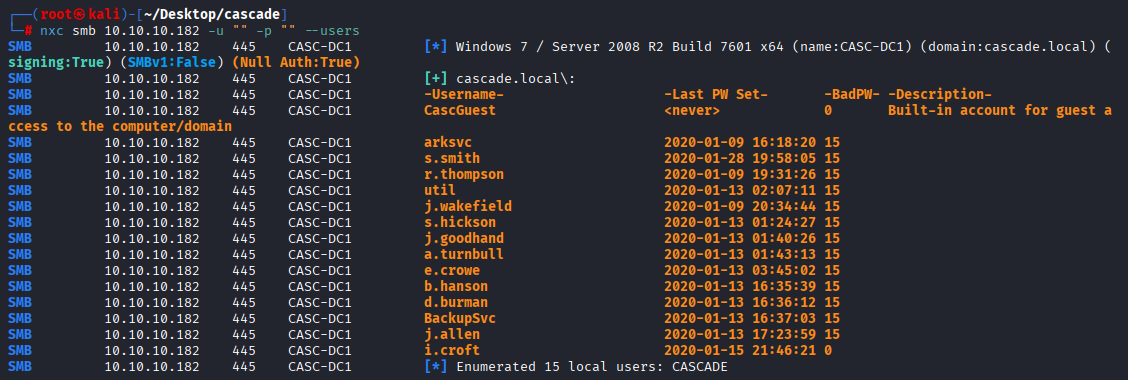 ┌──(root㉿kali)-[~/Desktop/cascade]
└─# nxc smb 10.10.10.182 -u "" -p "" --users
SMB 10.10.10.182 445 CASC-DC1 [*] Windows 7 / Server 2008 R2 Build 7601 x64 (name:CASC-DC1) (domain:cascade.local) (
signing:True) (SMBv1:False) (Null Auth:True)
SMB 10.10.10.182 445 CASC-DC1 [+] cascade.local\:
SMB 10.10.10.182 445 CASC-DC1 -Username- -Last PW Set- -BadPW- -Description-
SMB 10.10.10.182 445 CASC-DC1 CascGuest <never> 0 Built-in account for guest a
ccess to the computer/domain
SMB 10.10.10.182 445 CASC-DC1 arksvc 2020-01-09 16:18:20 15
SMB 10.10.10.182 445 CASC-DC1 s.smith 2020-01-28 19:58:05 15
SMB 10.10.10.182 445 CASC-DC1 r.thompson 2020-01-09 19:31:26 15
SMB 10.10.10.182 445 CASC-DC1 util 2020-01-13 02:07:11 15
SMB 10.10.10.182 445 CASC-DC1 j.wakefield 2020-01-09 20:34:44 15
SMB 10.10.10.182 445 CASC-DC1 s.hickson 2020-01-13 01:24:27 15
SMB 10.10.10.182 445 CASC-DC1 j.goodhand 2020-01-13 01:40:26 15
SMB 10.10.10.182 445 CASC-DC1 a.turnbull 2020-01-13 01:43:13 15
SMB 10.10.10.182 445 CASC-DC1 e.crowe 2020-01-13 03:45:02 15
SMB 10.10.10.182 445 CASC-DC1 b.hanson 2020-01-13 16:35:39 15
SMB 10.10.10.182 445 CASC-DC1 d.burman 2020-01-13 16:36:12 15
SMB 10.10.10.182 445 CASC-DC1 BackupSvc 2020-01-13 16:37:03 15
SMB 10.10.10.182 445 CASC-DC1 j.allen 2020-01-13 17:23:59 15
SMB 10.10.10.182 445 CASC-DC1 i.croft 2020-01-15 21:46:21 0
SMB 10.10.10.182 445 CASC-DC1 [*] Enumerated 15 local users: CASCADE